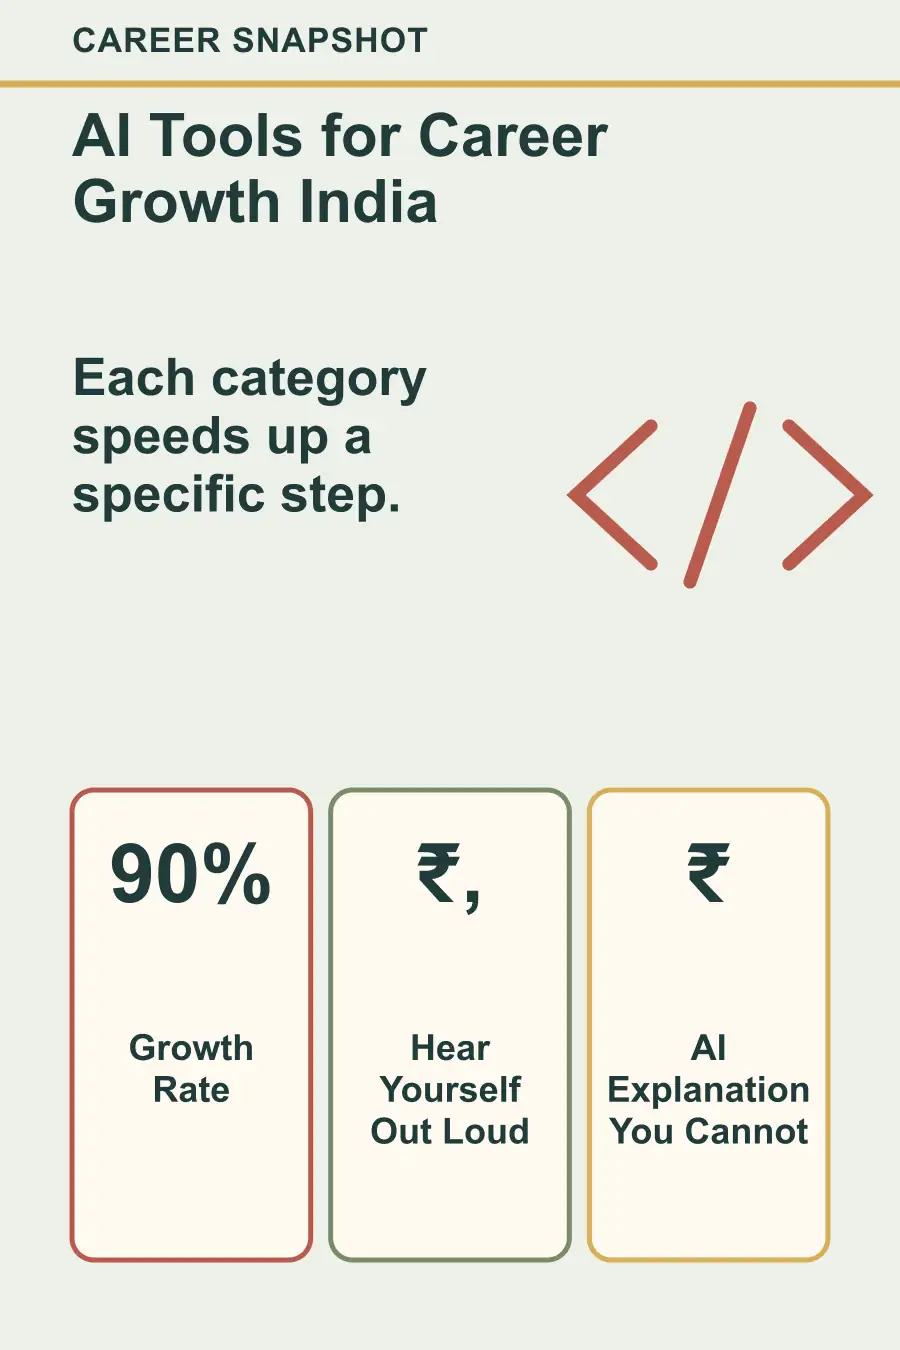 CAREER SNAPSHOT
AI Tools for Career
Growth India
Each category
speeds up a
specific step.
</>
90%
Growth
Rate
₹,
Hear
Yourself
Out Loud
₹
AI
Explanation
You Cannot